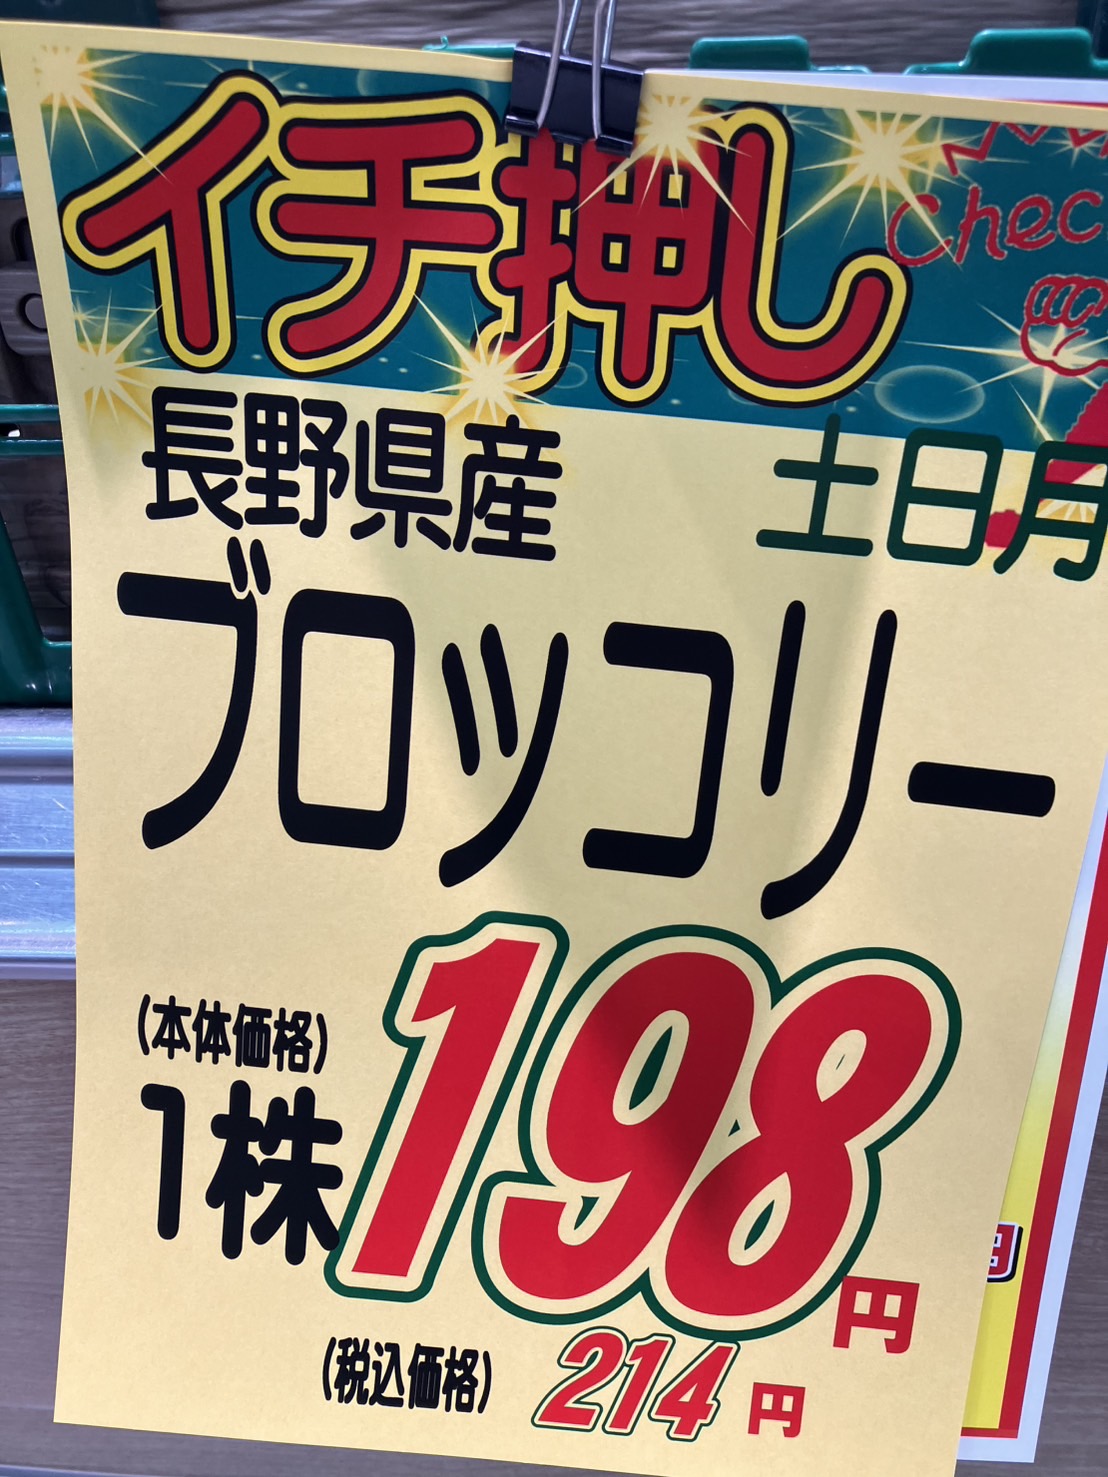 イチ押し
Chec
長野県産 土日月
ブロッコリー
(本体価格)
1株 198円
(税込価格) 214円